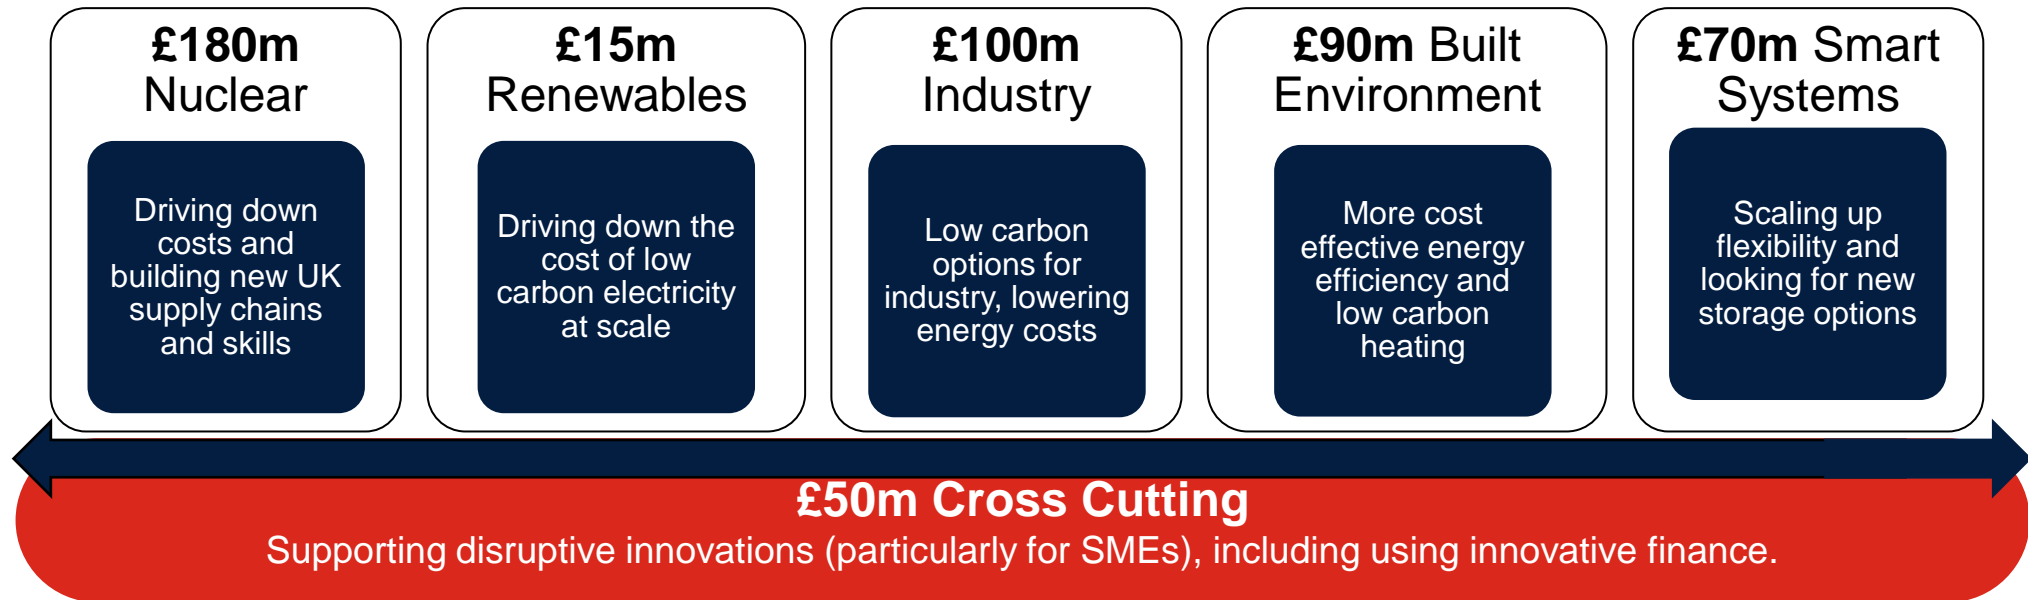 £180m
Nuclear
Driving down
costs and
building new UK
supply chains
and skills
£15m
Renewables
Driving down the
cost of low
carbon electricity
at scale
£100m
Industry
Low carbon
options for
industry, lowering
energy costs
£90m Built
Environment
More cost
effective energy
efficiency and
low carbon
heating
£70m Smart
Systems
Scaling up
flexibility and
looking for new
storage options
£50m Cross Cutting
Supporting disruptive innovations (particularly for SMEs), including using innovative finance.